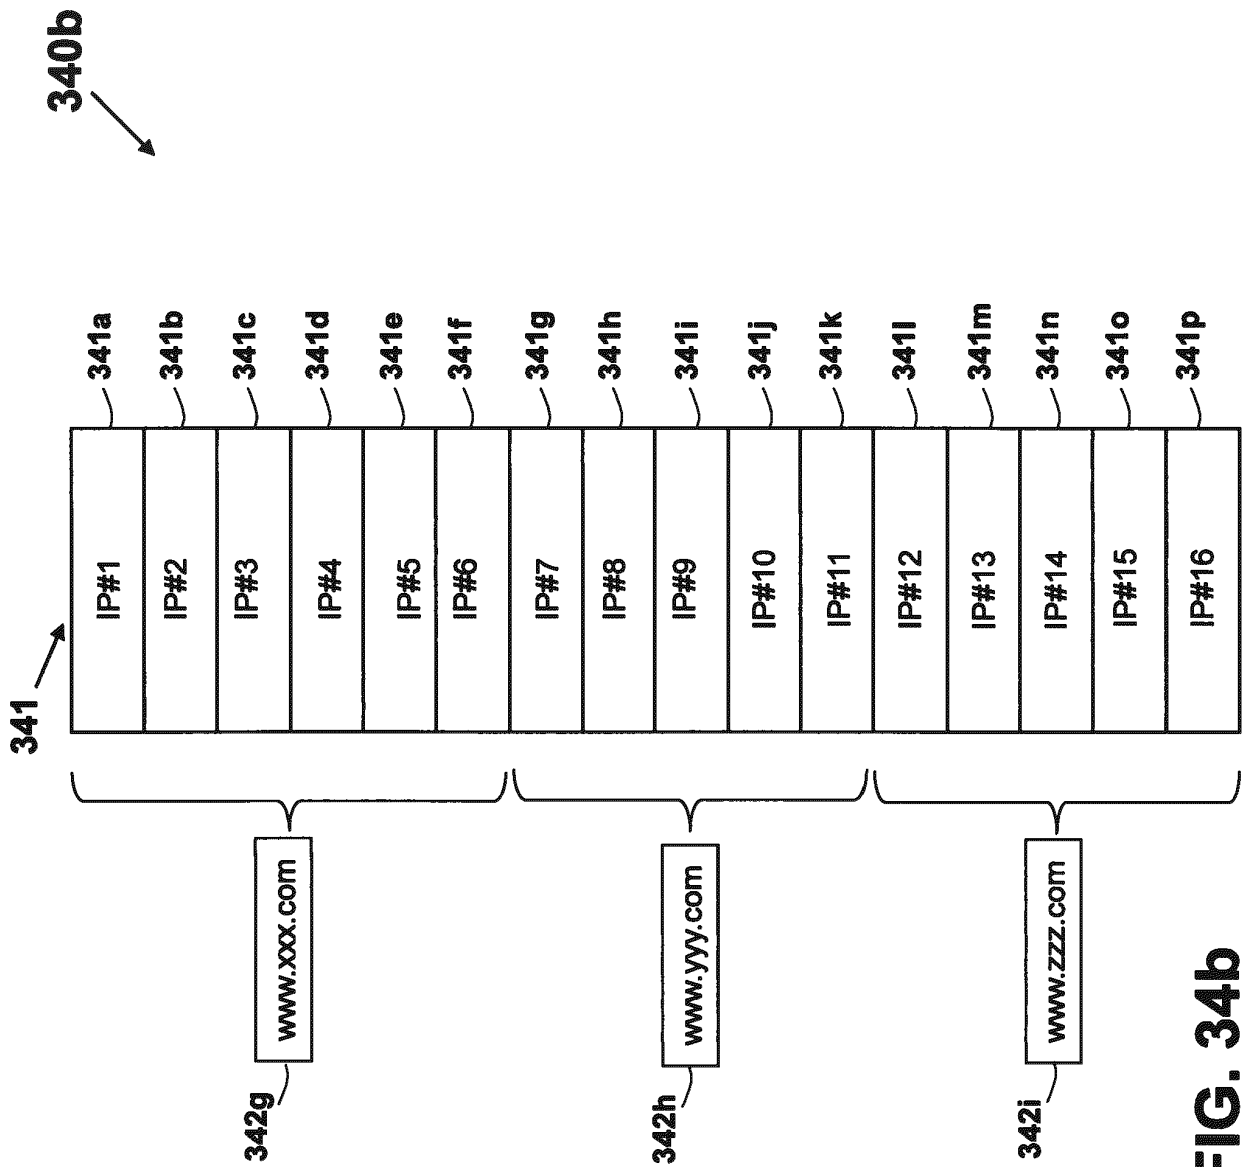 340b
341
IP#1 341a
IP#2 341b
IP#3 341c
IP#4 341d
IP#5 341e
IP#6 341f
IP#7 341g
IP#8 341h
IP#9 341i
IP#10 341j
IP#11 341k
IP#12 341l
IP#13 341m
IP#14 341n
IP#15 341o
IP#16 341p
342g www.xxx.com
342h www.yyy.com
342i www.zzz.com
FIG. 34b